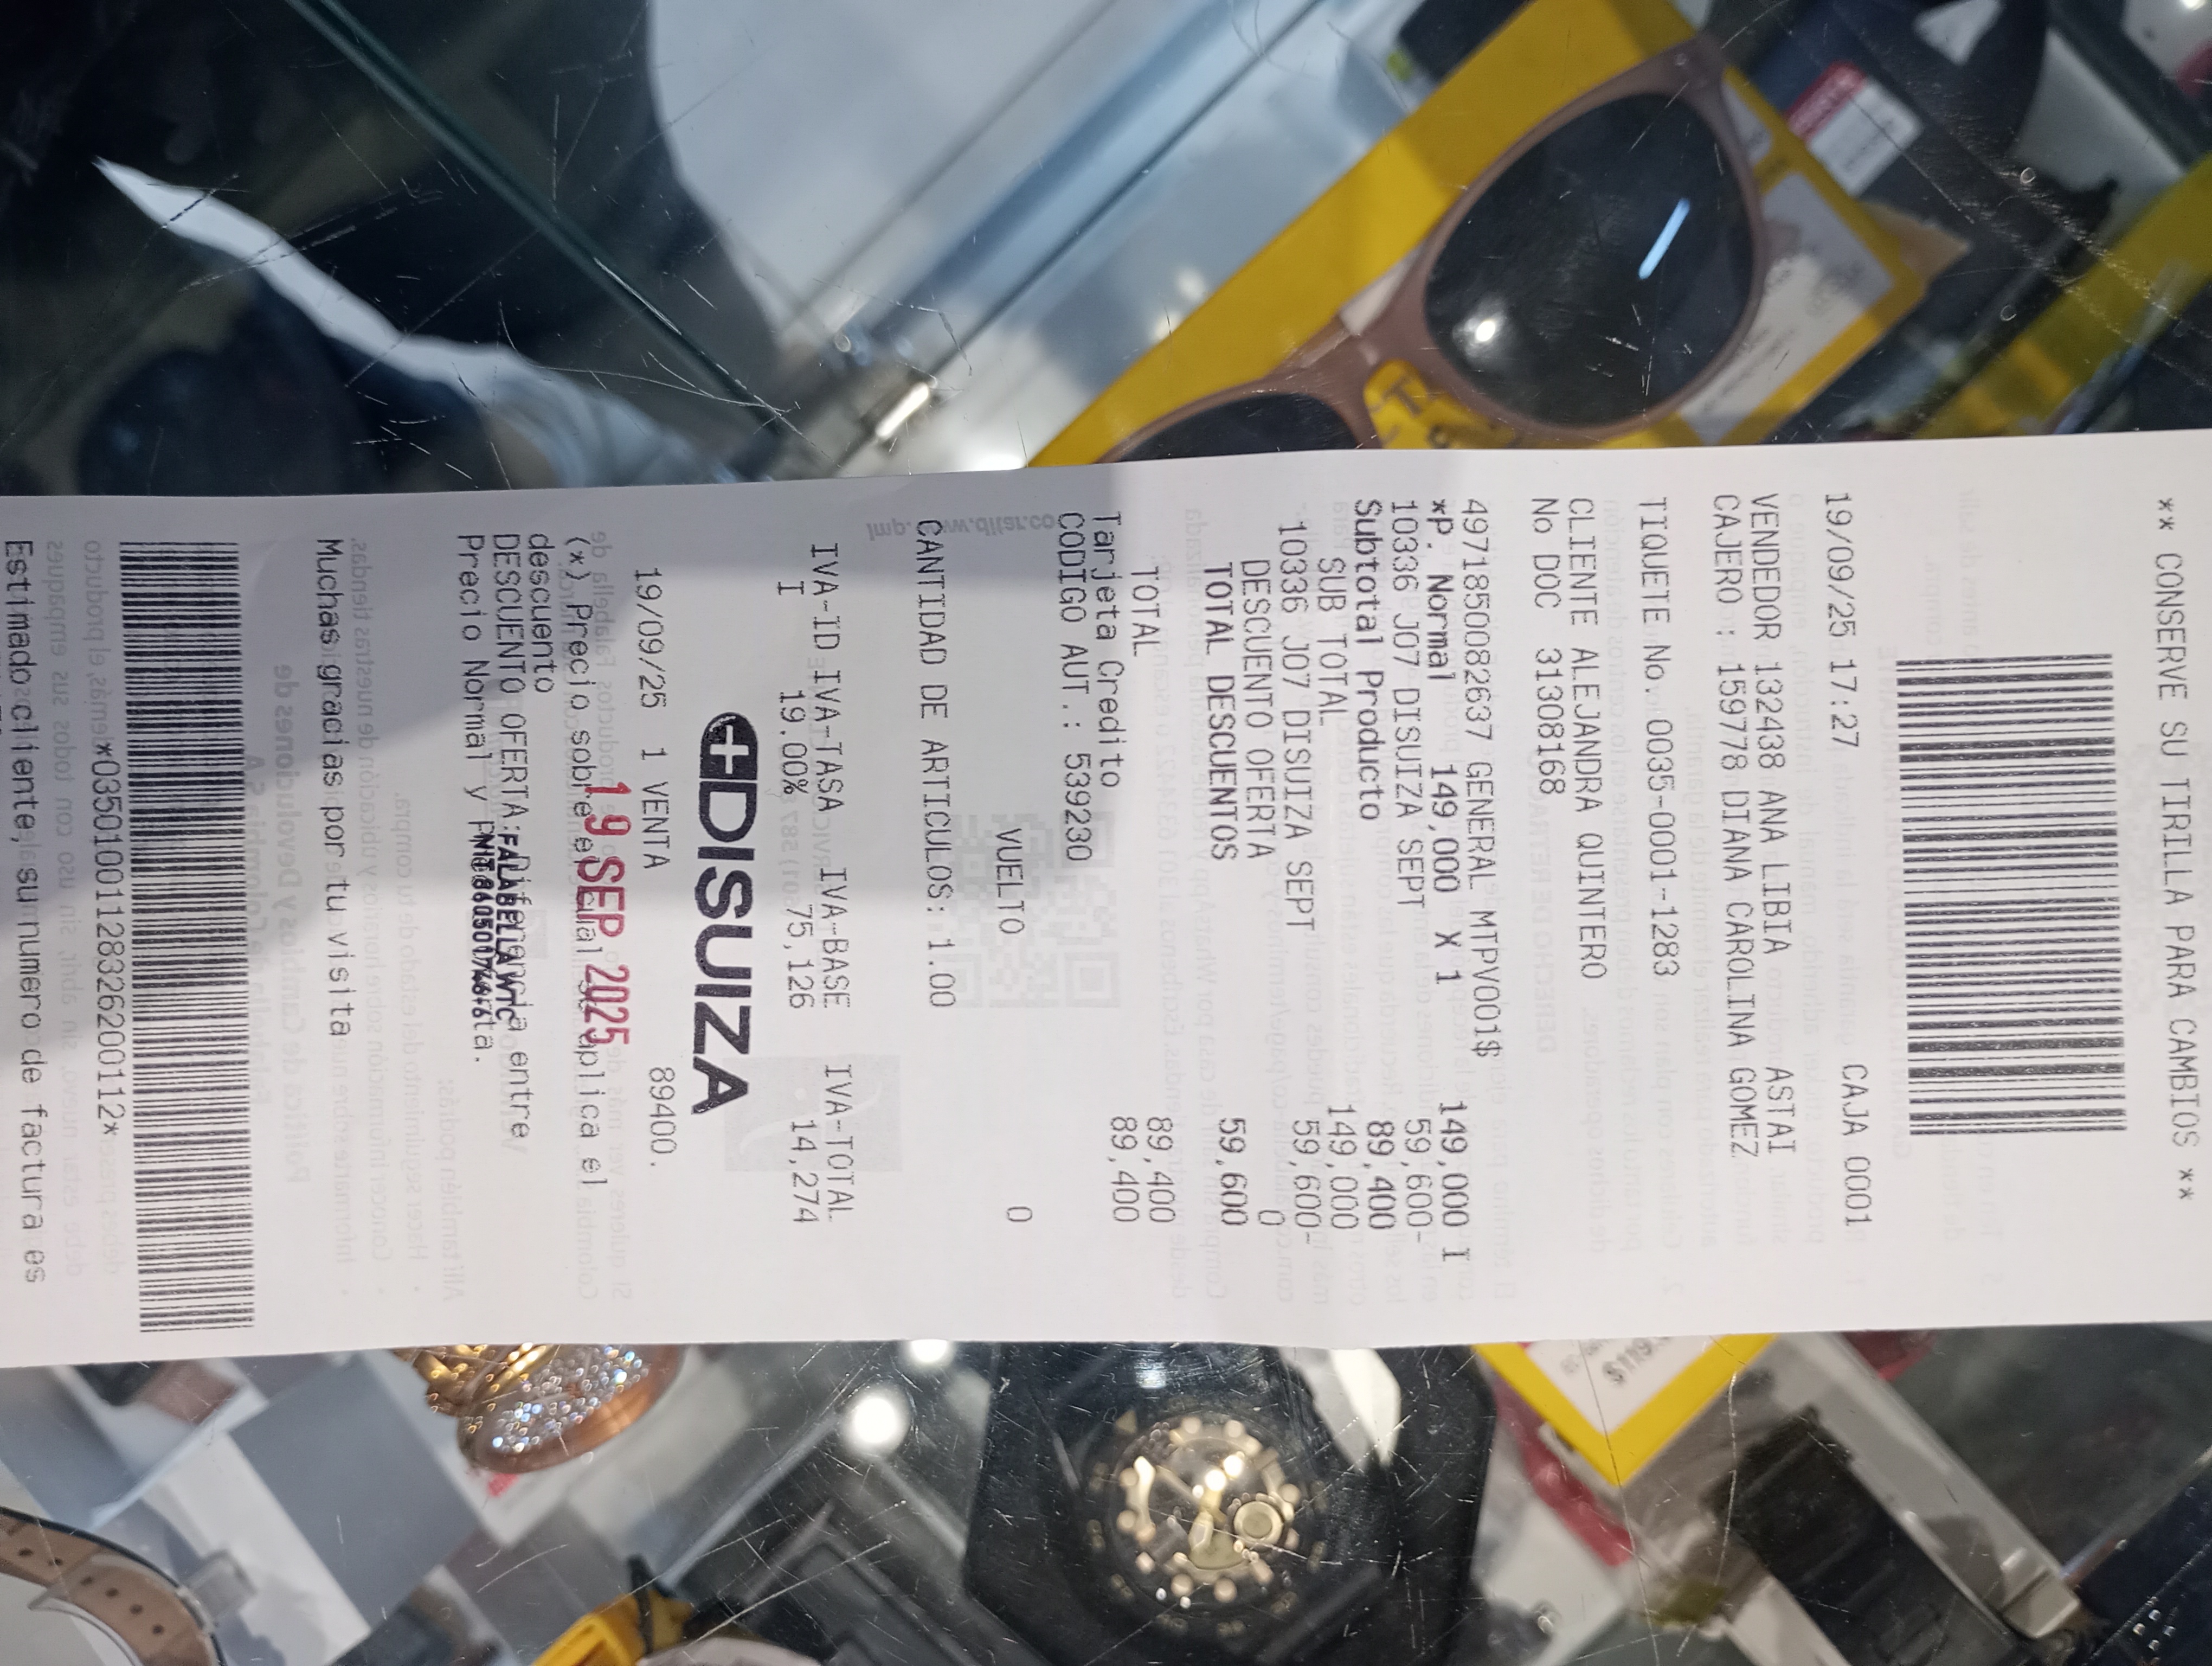 ** CONSERVE SU TIRILLA PARA CAMBIOS **
19/09/25 17:27 CAJA 0001
VENDEDOR 132438 ANA LIBIA ASTAI
CAJERO : 159778 DIANA CAROLINA GOMEZ
TIQUETE No. 0035-0001-1283
CLIENTE ALEJANDRA QUINTERO
No DOC 31308168
4971850082637 GENERAL MTPV001$ 149,000 I
*P. Normal 149,000 X 1
10336 JO7 DISUIZA SEPT 59,600-
Subtotal Producto 89,400
SUB TOTAL 149,000
10336 JO7 DISUIZA SEPT 59,600-
DESCUENTO OFERTA 0
TOTAL DESCUENTOS 59,600
TOTAL 89,400
Tarjeta Credito 89,400
CODIGO AUT.: 539230
VUELTO 0
CANTIDAD DE ARTICULOS: 1.00
IVA-ID IVA-TASA IVA-BASE IVA-TOTAL
I 19.00% 75,126 14,274
DISUIZA
19/09/25 1 VENTA 89400.
19 SEP 2025
(*) Precio sobre el cual se aplica el
descuento
DESCUENTO OFERTA: Diferencia entre
FALABELLA WTC
Precio Normal y
Muchas gracias por tu visita
*035010011283262001112*
Estimado cliente, su numero de factura es